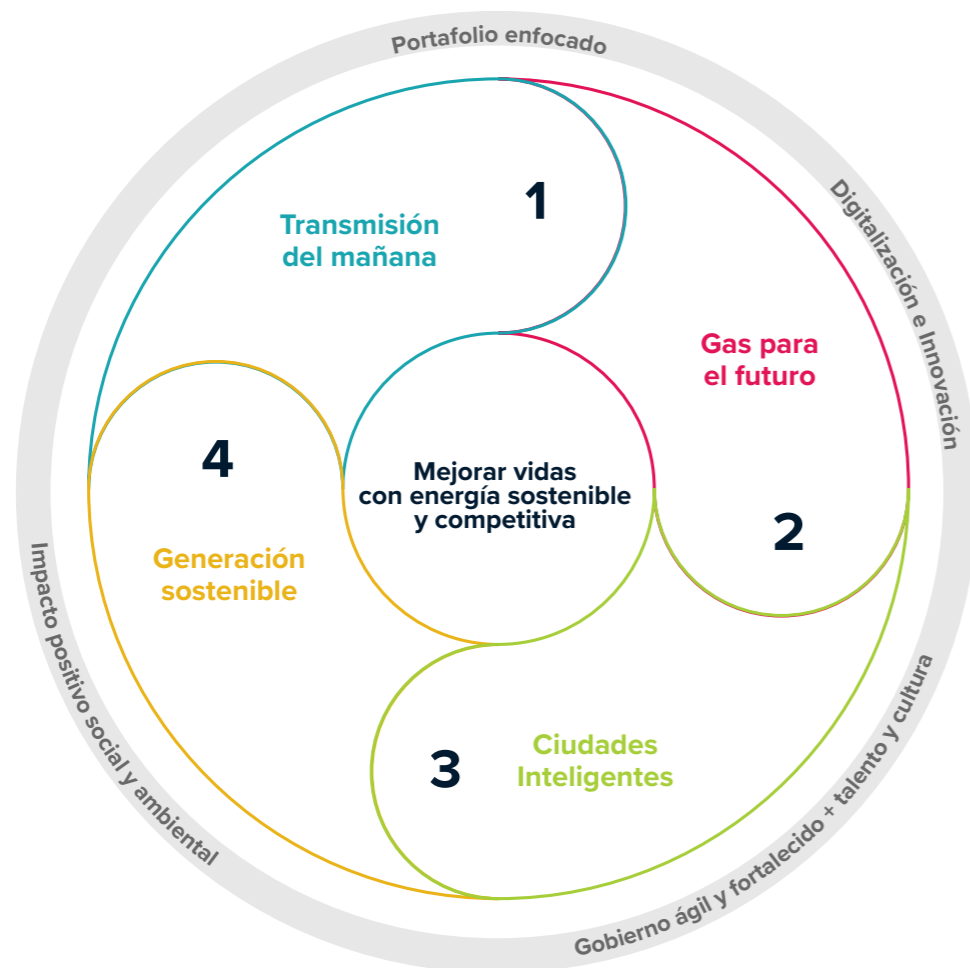 Portafolio enfocado
Digitalización e Innovación
1
Transmisión
del mañana
Gas para
el futuro
2
4
Generación
sostenible
Mejorar vidas
con energía sostenible
y competitiva
3
Ciudades
Inteligentes
Impacto positivo social y ambiental
Gobierno ágil y fortalecido + talento y cultura